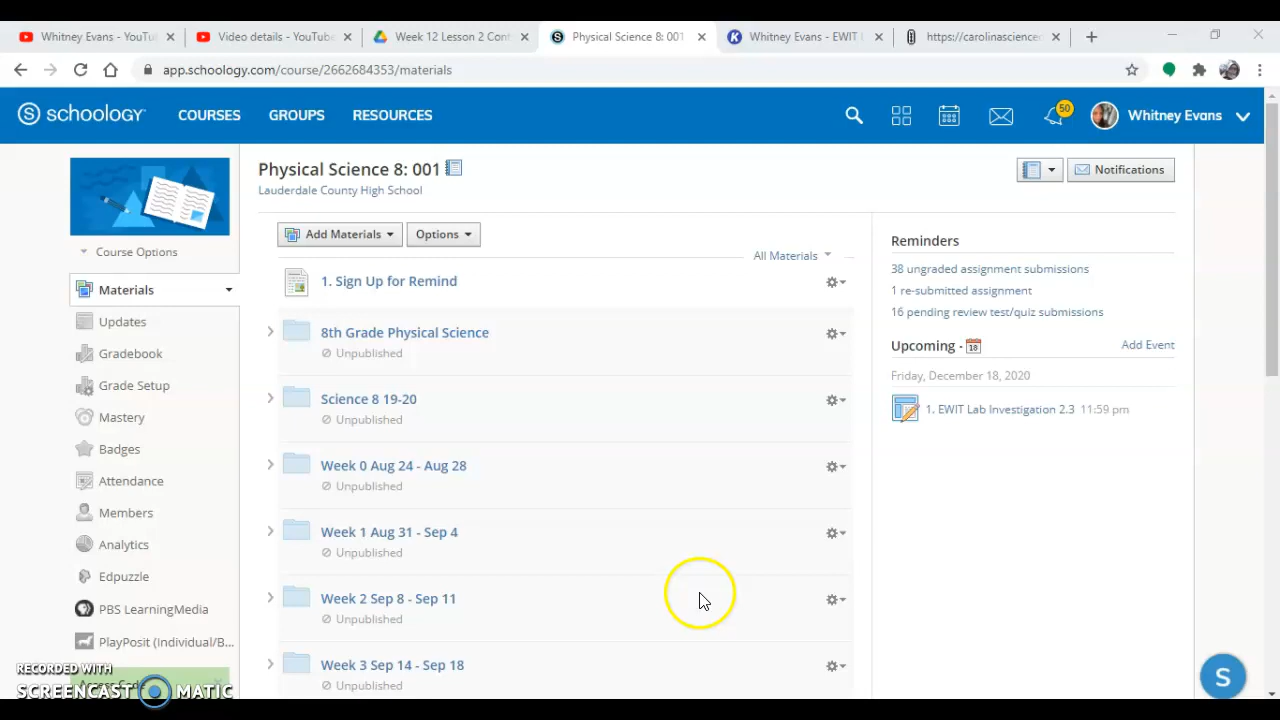 Whitney Evans - YouTu
Video details - YouTube
Week 12 Lesson 2 Cont
Physical Science 8: 001
Whitney Evans - EWIT L
https://carolinascience
app.schoology.com/course/2662684353/materials
S schoology
COURSES
GROUPS
RESOURCES
50
Whitney Evans
Physical Science 8: 001
Lauderdale County High School
Notifications
Course Options
Materials
Updates
Gradebook
Grade Setup
Mastery
Badges
Attendance
Members
Analytics
Edpuzzle
PBS LearningMedia
PlayPosit (Individual/B...
Add Materials
Options
All Materials
1. Sign Up for Remind
8th Grade Physical Science
Unpublished
Science 8 19-20
Unpublished
Week 0 Aug 24 - Aug 28
Unpublished
Week 1 Aug 31 - Sep 4
Unpublished
Week 2 Sep 8 - Sep 11
Unpublished
Week 3 Sep 14 - Sep 18
Unpublished
Reminders
38 ungraded assignment submissions
1 re-submitted assignment
16 pending review test/quiz submissions
Upcoming - 18
Add Event
Friday, December 18, 2020
1. EWIT Lab Investigation 2.3 11:59 pm
RECORDED WITH
SCREENCAST MATIC
S